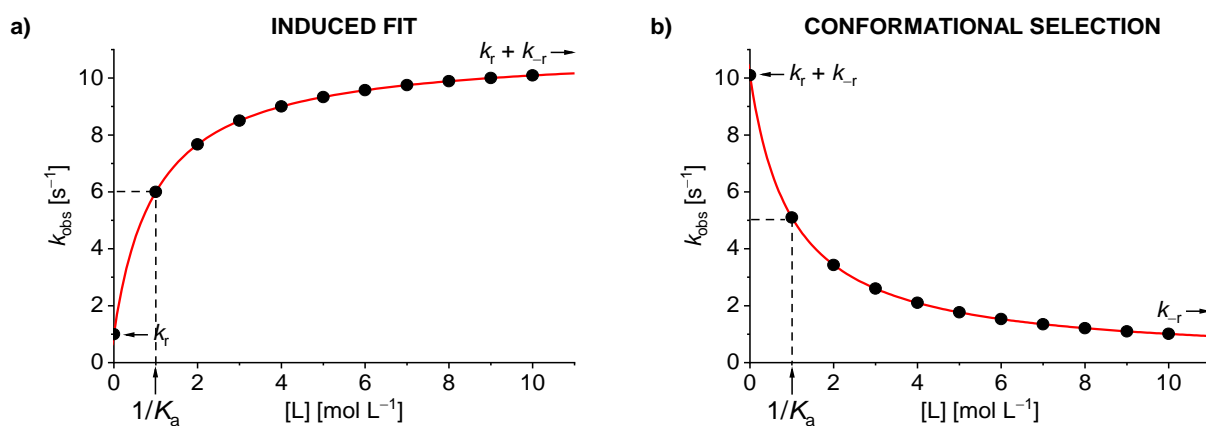 a) INDUCED FIT
k_r + k_−r →
10
8
6
4
2
0
k_obs [s⁻¹]
← k_r
0 2 4 6 8 10
1/K_a
[L] [mol L⁻¹]
b) CONFORMATIONAL SELECTION
← k_r + k_−r
10
8
6
4
2
0
k_obs [s⁻¹]
k_−r →
0 2 4 6 8 10
1/K_a
[L] [mol L⁻¹]